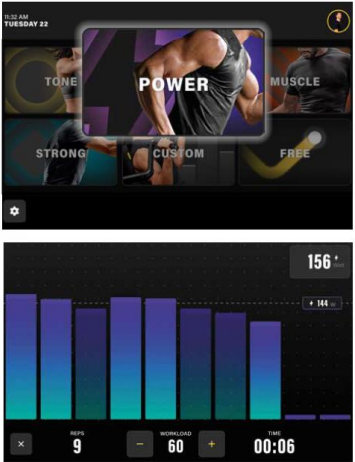 11:32 AM
TUESDAY 22
TONE
POWER
MUSCLE
STRONG
CUSTOM
FREE
156
144
REPS
WORKLOAD
TIME
×
9
−
60
+
00:06